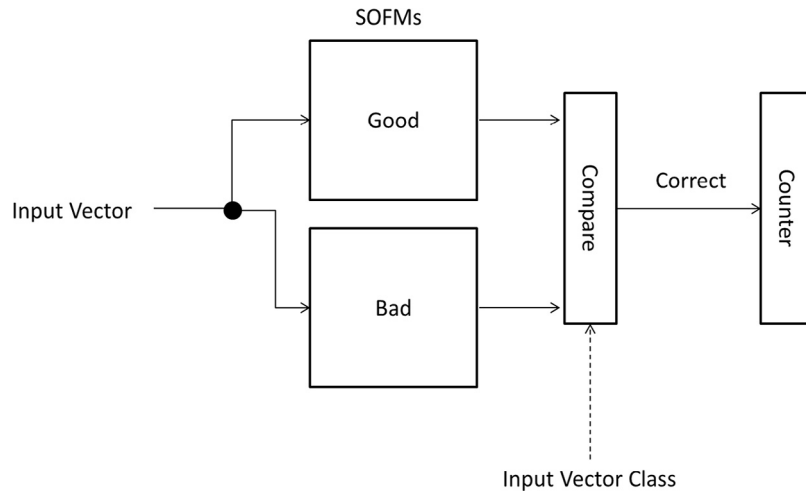 SOFMs
Good
Input Vector
Bad
Compare
Correct
Counter
Input Vector Class